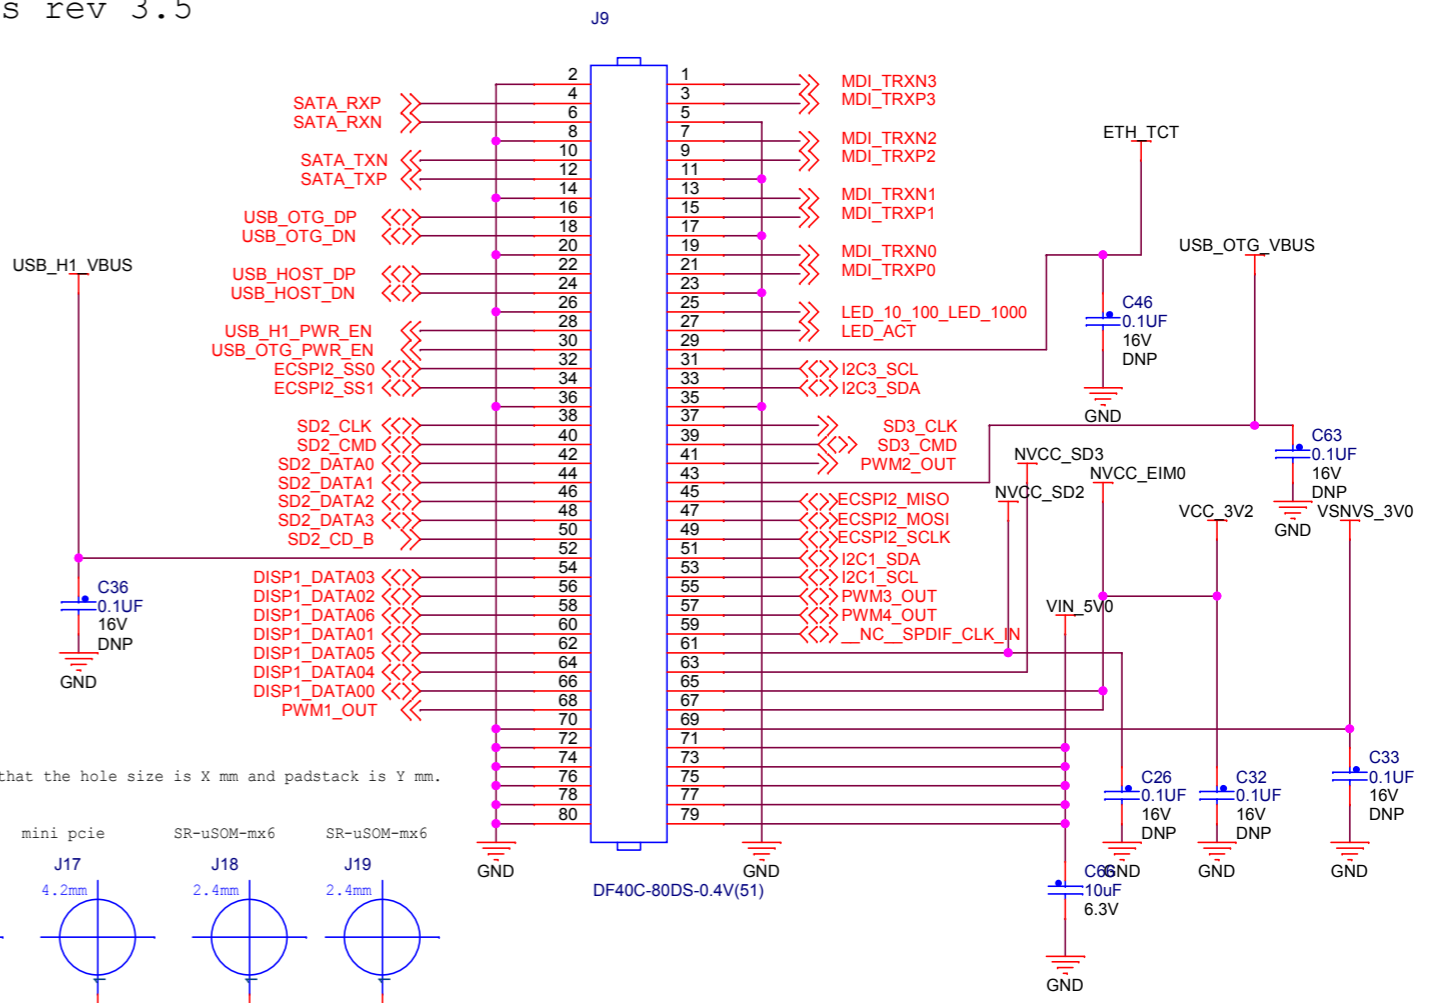 s rev 3.5
J9
2 1
4 3
6 5
8 7
10 9
12 11
14 13
16 15
18 17
20 19
22 21
24 23
26 25
28 27
30 29
32 31
34 33
36 35
38 37
40 39
42 41
44 43
46 45
48 47
50 49
52 51
54 53
56 55
58 57
60 59
62 61
64 63
66 65
68 67
70 69
72 71
74 73
76 75
78 77
80 79
SATA_RXP
SATA_RXN
SATA_TXN
SATA_TXP
USB_OTG_DP
USB_OTG_DN
USB_HOST_DP
USB_HOST_DN
USB_H1_PWR_EN
USB_OTG_PWR_EN
ECSPI2_SS0
ECSPI2_SS1
SD2_CLK
SD2_CMD
SD2_DATA0
SD2_DATA1
SD2_DATA2
SD2_DATA3
SD2_CD_B
DISP1_DATA03
DISP1_DATA02
DISP1_DATA06
DISP1_DATA01
DISP1_DATA05
DISP1_DATA04
DISP1_DATA00
PWM1_OUT
USB_H1_VBUS
C36
0.1UF
16V
DNP
GND
MDI_TRXN3
MDI_TRXP3
MDI_TRXN2
MDI_TRXP2
MDI_TRXN1
MDI_TRXP1
MDI_TRXN0
MDI_TRXP0
LED_10_100_LED_1000
LED_ACT
I2C3_SCL
I2C3_SDA
SD3_CLK
SD3_CMD
PWM2_OUT
ECSPI2_MISO
ECSPI2_MOSI
ECSPI2_SCLK
I2C1_SDA
I2C1_SCL
PWM3_OUT
PWM4_OUT
__NC__SPDIF_CLK_IN
ETH_TCT
C46
0.1UF
16V
DNP
GND
USB_OTG_VBUS
C63
0.1UF
16V
DNP
GND
NVCC_SD3
NVCC_EIM0
NVCC_SD2
VCC_3V2
VSNVS_3V0
VIN_5V0
C26
0.1UF
16V
DNP
GND
C32
0.1UF
16V
DNP
GND
C33
0.1UF
16V
DNP
GND
C66
10uF
6.3V
GND
GND
GND
DF40C-80DS-0.4V(51)
that the hole size is X mm and padstack is Y mm.
mini pcie
J17
4.2mm
SR-uSOM-mx6
J18
2.4mm
SR-uSOM-mx6
J19
2.4mm